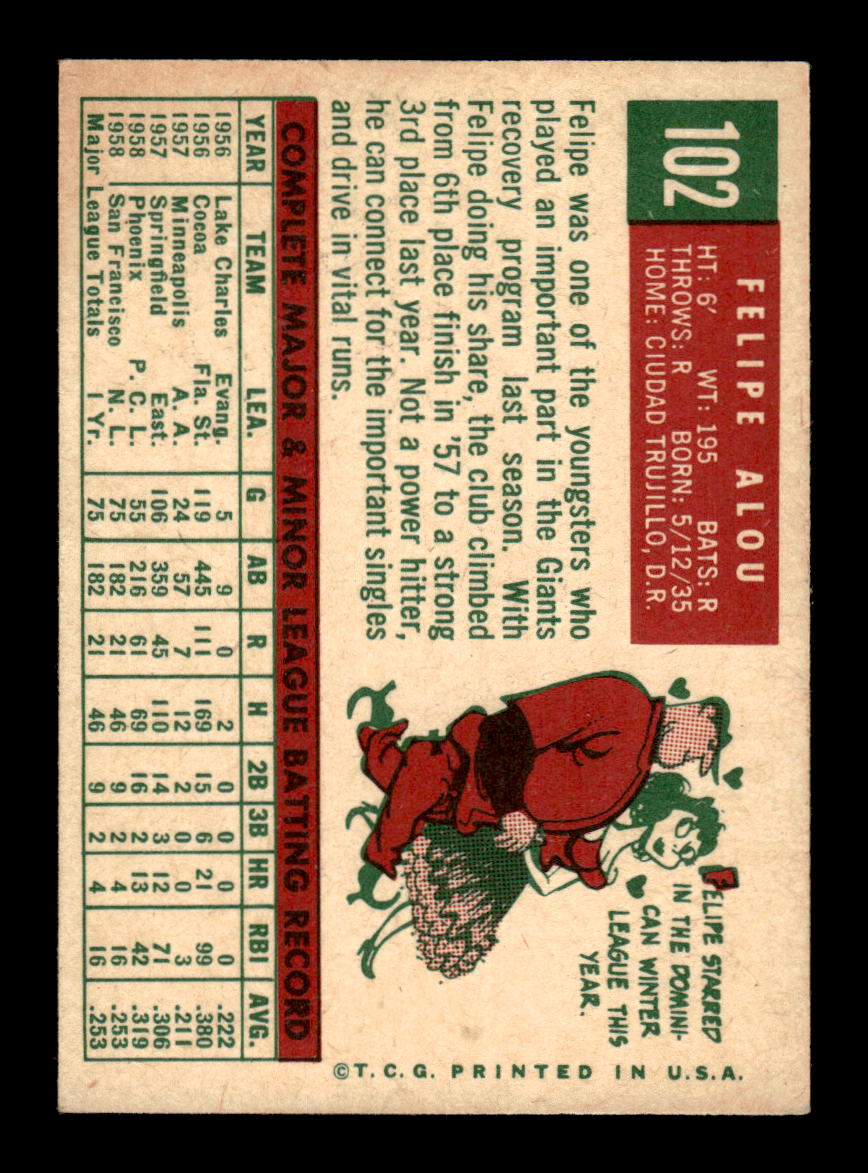 102
FELIPE ALOU
HT: 6' WT: 195 BATS: R
THROWS: R BORN: 5/12/35
HOME: CIUDAD TRUJILLO, D.R.
Felipe was one of the youngsters who
played an important part in the Giants
recovery program last season. With
Felipe doing his share, the club climbed
from 6th place finish in '57 to a strong
3rd place last year. Not a power hitter,
he can connect for the important singles
and drive in vital runs.
FELIPE STARRED
IN THE DOMINI-
CAN WINTER
LEAGUE THIS
YEAR.
COMPLETE MAJOR & MINOR LEAGUE BATTING RECORD
YEAR TEAM LEA. G AB R H 2B 3B HR RBI AVG.
1956 Lake Charles Evang. 5 9 0 2 0 0 0 0 .222
1956 Cocoa Fla. St. 119 445 111 169 15 6 21 99 .380
1957 Minneapolis A. A. 24 57 7 12 2 0 0 3 .211
1957 Springfield East. 106 359 45 110 14 3 12 71 .306
1958 Phoenix P. C. L. 55 216 61 69 16 2 13 42 .319
1958 San Francisco N. L. 75 182 21 46 9 2 4 16 .253
Major League Totals 1 Yr. 75 182 21 46 9 2 4 16 .253
©T.C.G. PRINTED IN U.S.A.